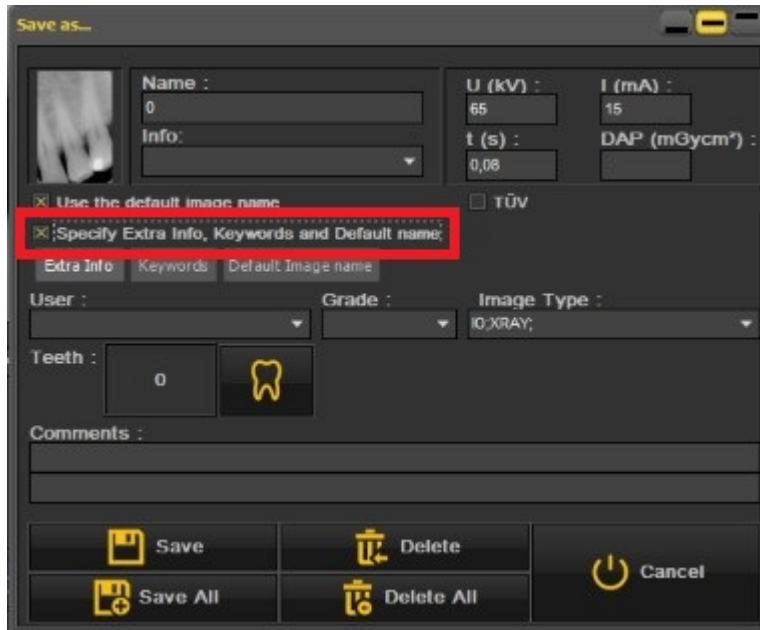 Save as...
Name :
0
Info:
U (kV) :
65
I (mA) :
15
t (s) :
0,08
DAP (mGycm²) :
Use the default image name
TÜV
Specify Extra Info, Keywords and Default name
Extra Info
Keywords
Default Image name
User :
Grade :
Image Type :
IO;XRAY;
Teeth :
0
Comments :
Save
Delete
Cancel
Save All
Delete All